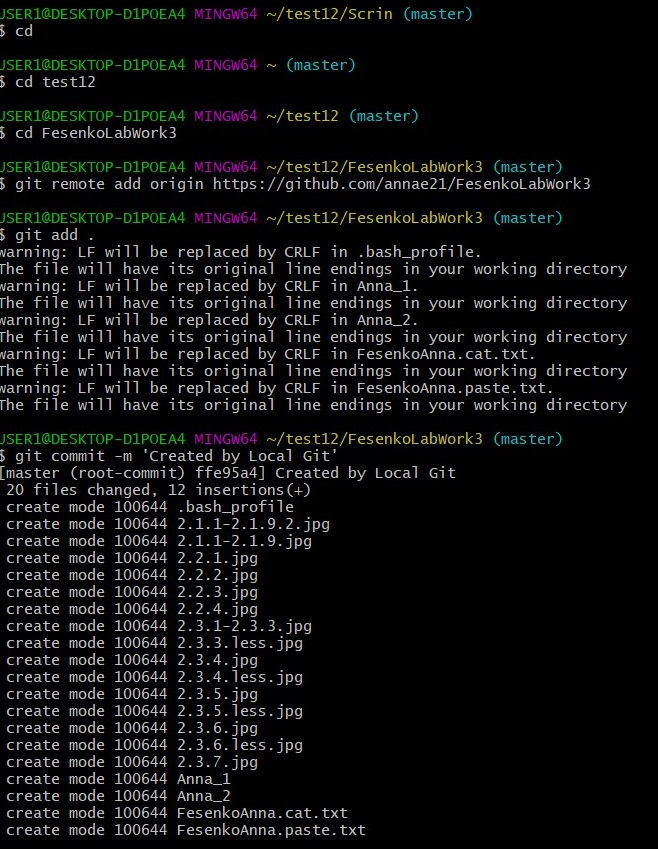 USER1@DESKTOP-D1POEA4 MINGW64 ~/test12/Scrin (master)
$ cd
USER1@DESKTOP-D1POEA4 MINGW64 ~ (master)
$ cd test12
USER1@DESKTOP-D1POEA4 MINGW64 ~/test12 (master)
$ cd FesenkoLabWork3
USER1@DESKTOP-D1POEA4 MINGW64 ~/test12/FesenkoLabWork3 (master)
$ git remote add origin https://github.com/annae21/FesenkoLabWork3
USER1@DESKTOP-D1POEA4 MINGW64 ~/test12/FesenkoLabWork3 (master)
$ git add .
warning: LF will be replaced by CRLF in .bash_profile.
The file will have its original line endings in your working directory
warning: LF will be replaced by CRLF in Anna_1.
The file will have its original line endings in your working directory
warning: LF will be replaced by CRLF in Anna_2.
The file will have its original line endings in your working directory
warning: LF will be replaced by CRLF in FesenkoAnna.cat.txt.
The file will have its original line endings in your working directory
warning: LF will be replaced by CRLF in FesenkoAnna.paste.txt.
The file will have its original line endings in your working directory
USER1@DESKTOP-D1POEA4 MINGW64 ~/test12/FesenkoLabWork3 (master)
$ git commit -m 'Created by Local Git'
[master (root-commit) ffe95a4] Created by Local Git
20 files changed, 12 insertions(+)
create mode 100644 .bash_profile
create mode 100644 2.1.1-2.1.9.2.jpg
create mode 100644 2.1.1-2.1.9.jpg
create mode 100644 2.2.1.jpg
create mode 100644 2.2.2.jpg
create mode 100644 2.2.3.jpg
create mode 100644 2.2.4.jpg
create mode 100644 2.3.1-2.3.3.jpg
create mode 100644 2.3.3.less.jpg
create mode 100644 2.3.4.jpg
create mode 100644 2.3.4.less.jpg
create mode 100644 2.3.5.jpg
create mode 100644 2.3.5.less.jpg
create mode 100644 2.3.6.jpg
create mode 100644 2.3.6.less.jpg
create mode 100644 2.3.7.jpg
create mode 100644 Anna_1
create mode 100644 Anna_2
create mode 100644 FesenkoAnna.cat.txt
create mode 100644 FesenkoAnna.paste.txt